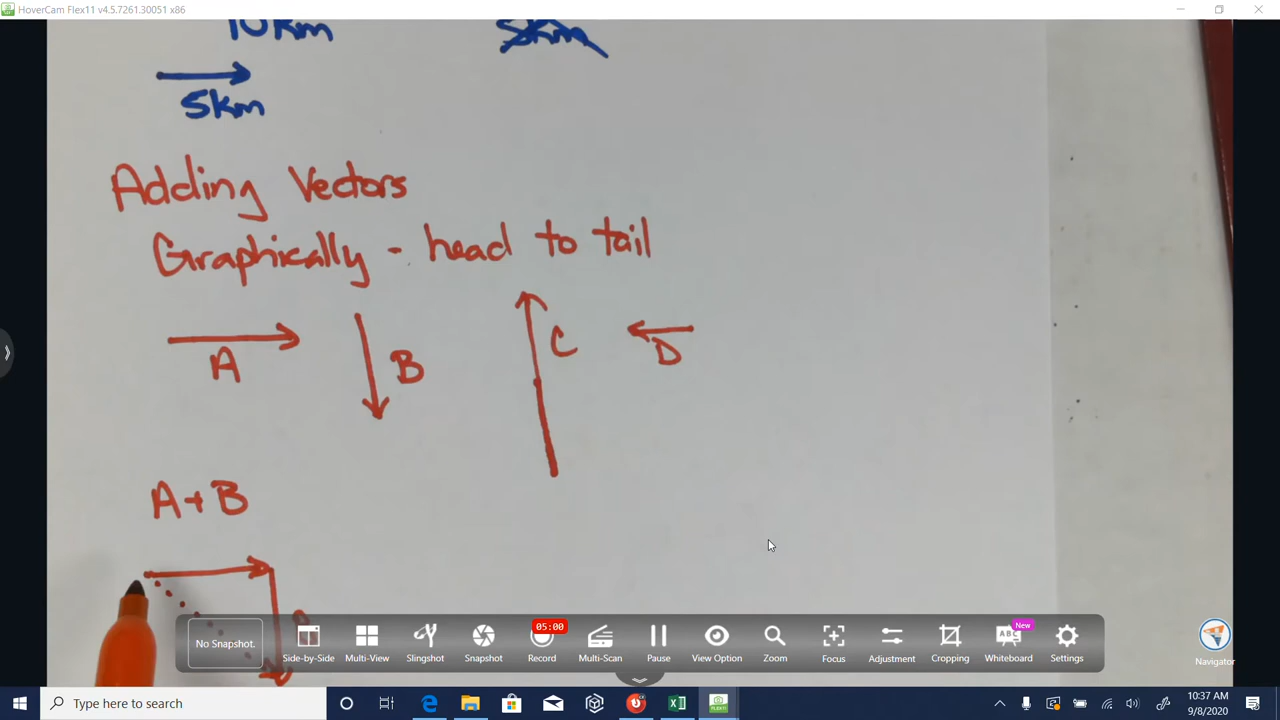 HoverCam Flex11 v4.5.7261.30051 x86
10km
5km
5km
Adding Vectors
Graphically - head to tail
A
B
C
D
A + B
No Snapshot.
Side-by-Side
Multi-View
Slingshot
Snapshot
05:00
Record
Multi-Scan
Pause
View Option
Zoom
Focus
Adjustment
Cropping
New
ABC
Whiteboard
Settings
Navigator
Type here to search
FLEX11
10:37 AM
9/8/2020